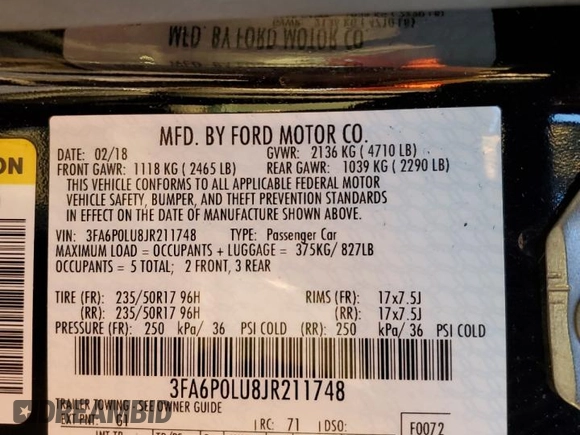 MFD. BY FORD MOTOR CO.
ON
MFD. BY FORD MOTOR CO.
DATE: 02/18 GVWR: 2136 KG ( 4710 LB)
FRONT GAWR: 1118 KG ( 2465 LB) REAR GAWR: 1039 KG ( 2290 LB)
THIS VEHICLE CONFORMS TO ALL APPLICABLE FEDERAL MOTOR
VEHICLE SAFETY, BUMPER, AND THEFT PREVENTION STANDARDS
IN EFFECT ON THE DATE OF MANUFACTURE SHOWN ABOVE.
VIN: 3FA6P0LU8JR211748 TYPE: Passenger Car
MAXIMUM LOAD = OCCUPANTS + LUGGAGE = 375KG/ 827LB
OCCUPANTS = 5 TOTAL; 2 FRONT, 3 REAR
TIRE (FR): 235/50R17 96H RIMS (FR): 17x7.5J
(RR): 235/50R17 96H (RR): 17x7.5J
PRESSURE (FR): 250 kPa/ 36 PSI COLD (RR): 250 kPa/ 36 PSI COLD
3FA6P0LU8JR211748
TRAILER TOWING - SEE OWNER GUIDE
EXT PNT: G1 RC: 71 DSO: F0072
DREAMBID